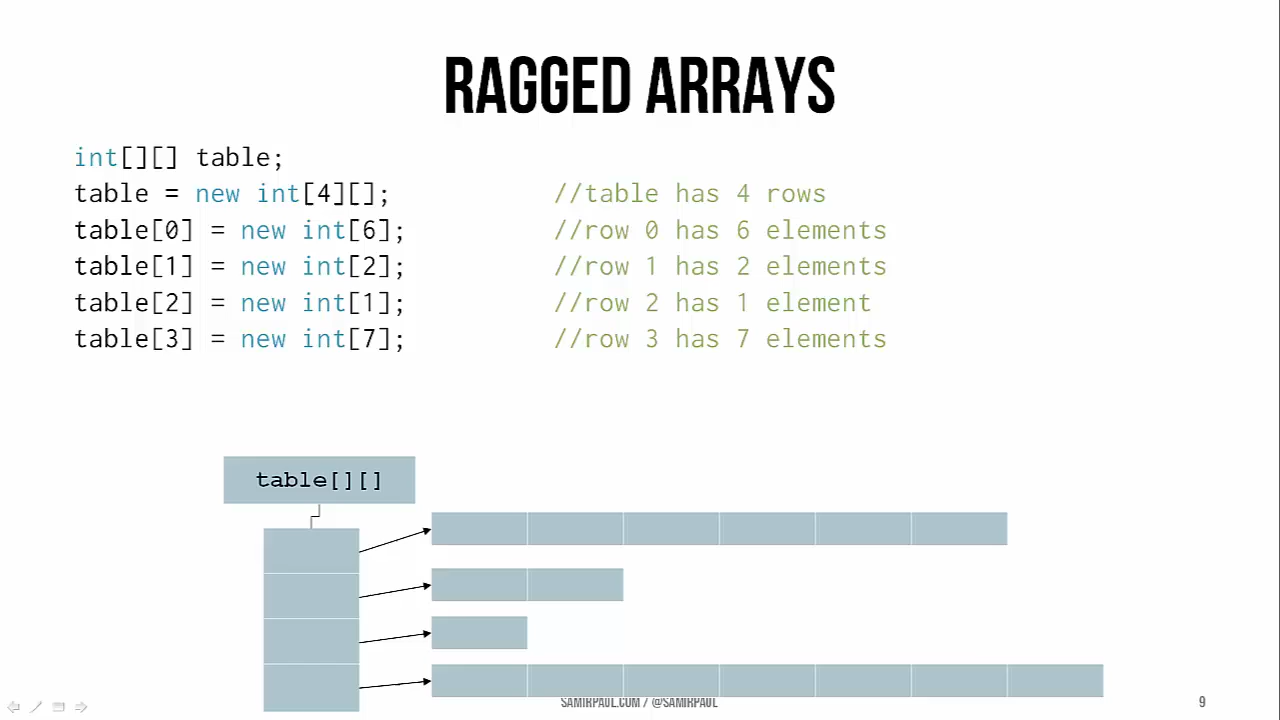 RAGGED ARRAYS
int[][] table;
table = new int[4][]; //table has 4 rows
table[0] = new int[6]; //row 0 has 6 elements
table[1] = new int[2]; //row 1 has 2 elements
table[2] = new int[1]; //row 2 has 1 element
table[3] = new int[7]; //row 3 has 7 elements
table[][]
SAMIRPAUL.COM / @SAMIRPAUL
9